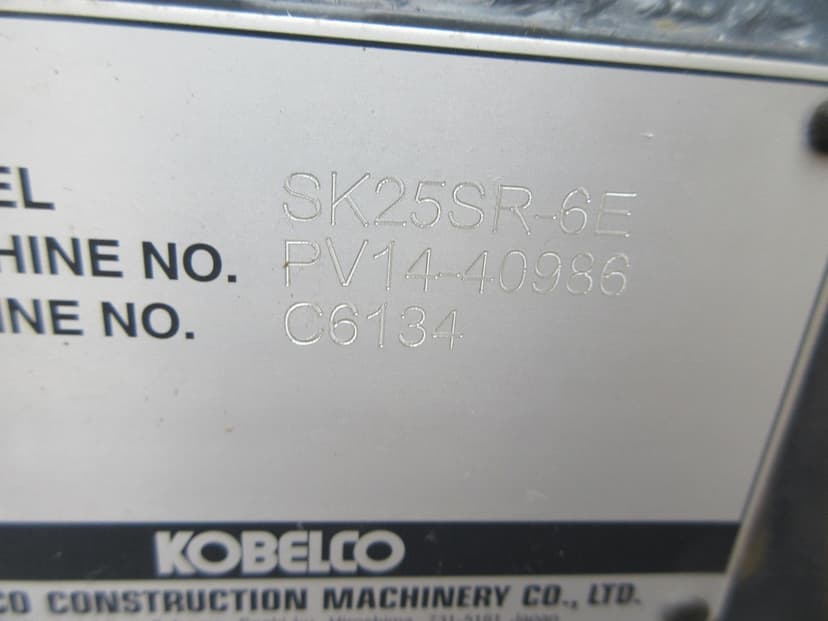 EL SK25SR-6E
HINE NO. PV14-40986
INE NO. C6134
KOBELCO
CO CONSTRUCTION MACHINERY CO., LTD.